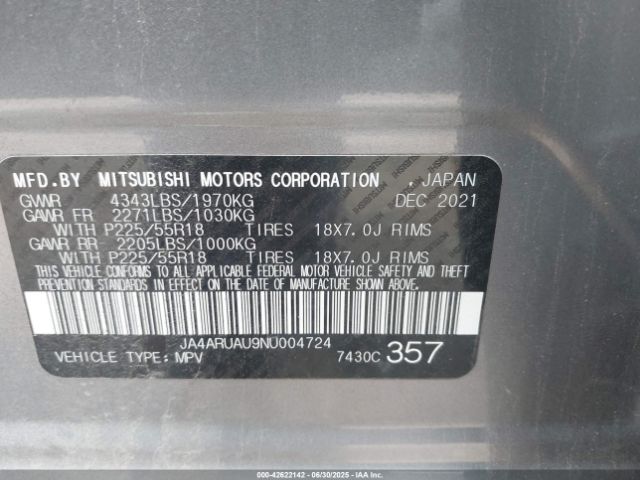 MFD.BY MITSUBISHI MOTORS CORPORATION . JAPAN
GVWR 4343LBS/1970KG DEC 2021
GAWR FR 2271LBS/1030KG
WITH P225/55R18 TIRES 18X7.0J RIMS
GAWR RR 2205LBS/1000KG
WITH P225/55R18 TIRES 18X7.0J RIMS
THIS VEHICLE CONFORMS TO ALL APPLICABLE FEDERAL MOTOR VEHICLE SAFETY AND THEFT
PREVENTION STANDARDS IN EFFECT ON THE DATE OF MANUFACTURE SHOWN ABOVE.
JA4ARUAU9NU004724
VEHICLE TYPE: MPV 7430C 357
000-42622142 - 06/30/2025 - IAA Inc.